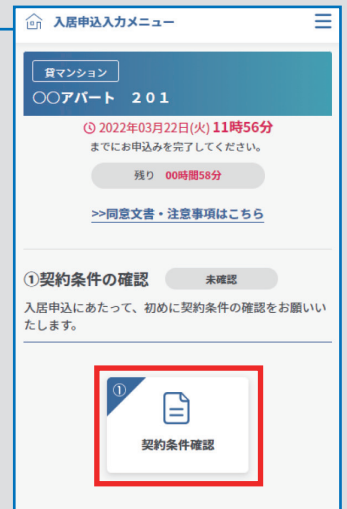 入居申込入力メニュー
貸マンション
○○アパート 201
2022年03月22日(火) 11時56分
までにお申込みを完了してください。
残り 00時間58分
>>同意文書・注意事項はこちら
①契約条件の確認 未確認
入居申込にあたって、初めに契約条件の確認をお願いい
たします。
①
契約条件確認